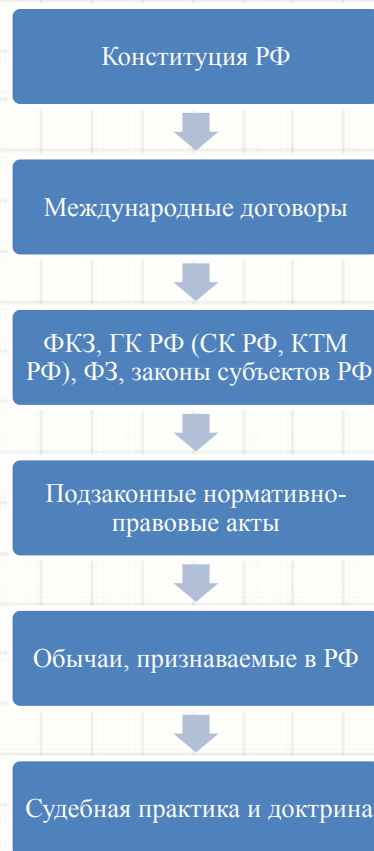 Конституция РФ
Международные договоры
ФКЗ, ГК РФ (СК РФ, КТМ
РФ), ФЗ, законы субъектов РФ
Подзаконные нормативно-
правовые акты
Обычаи, признаваемые в РФ
Судебная практика и доктрина